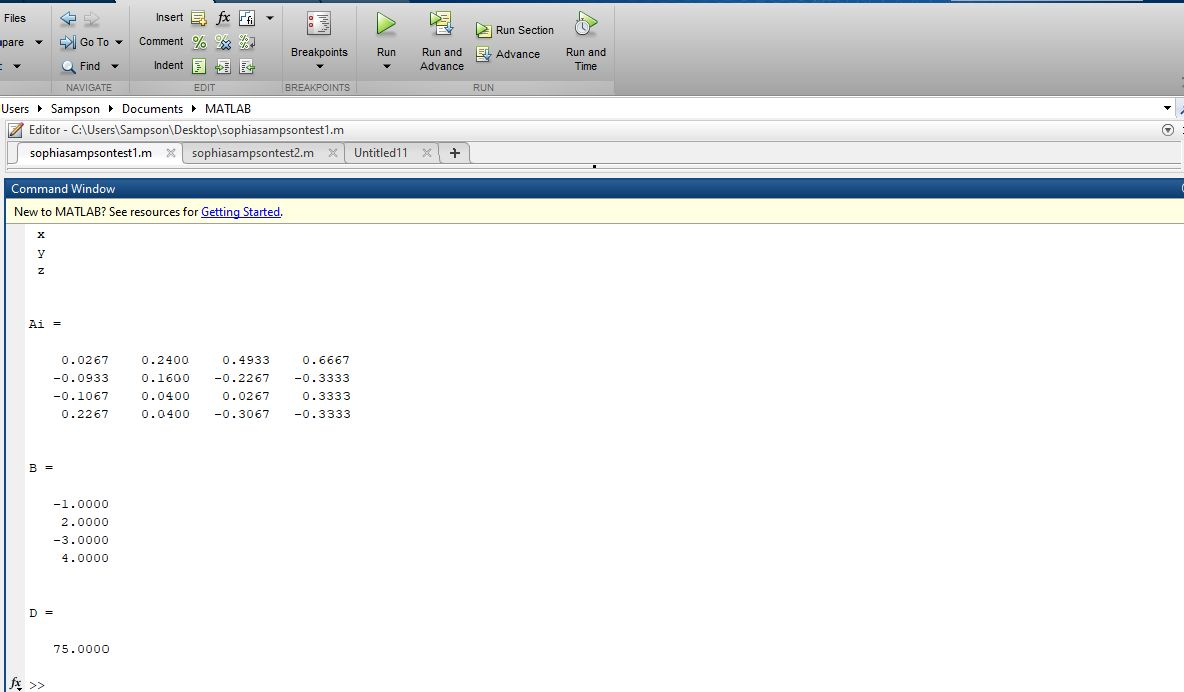 Files Insert fx
pare Go To Comment Breakpoints Run Run and Advance Run Section Run and Time
Find Indent Advance
NAVIGATE EDIT BREAKPOINTS RUN
Users Sampson Documents MATLAB
Editor - C:\Users\Sampson\Desktop\sophiasampsontest1.m
sophiasampsontest1.m sophiasampsontest2.m Untitled11 +
Command Window
New to MATLAB? See resources for Getting Started.
x
y
z
Ai =
0.0267 0.2400 0.4933 0.6667
-0.0933 0.1600 -0.2267 -0.3333
-0.1067 0.0400 0.0267 0.3333
0.2267 0.0400 -0.3067 -0.3333
B =
-1.0000
2.0000
-3.0000
4.0000
D =
75.0000
fx >>